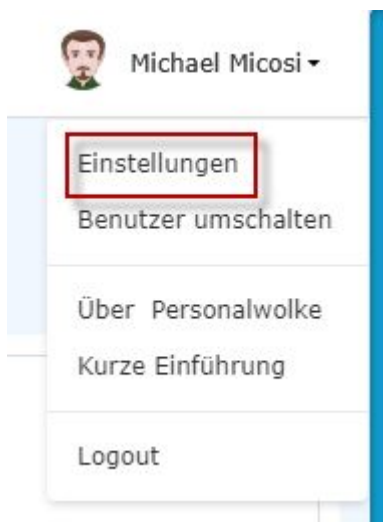 Michael Micosi
Einstellungen
Benutzer umschalten
Über  Personalwolke
Kurze Einführung
Logout